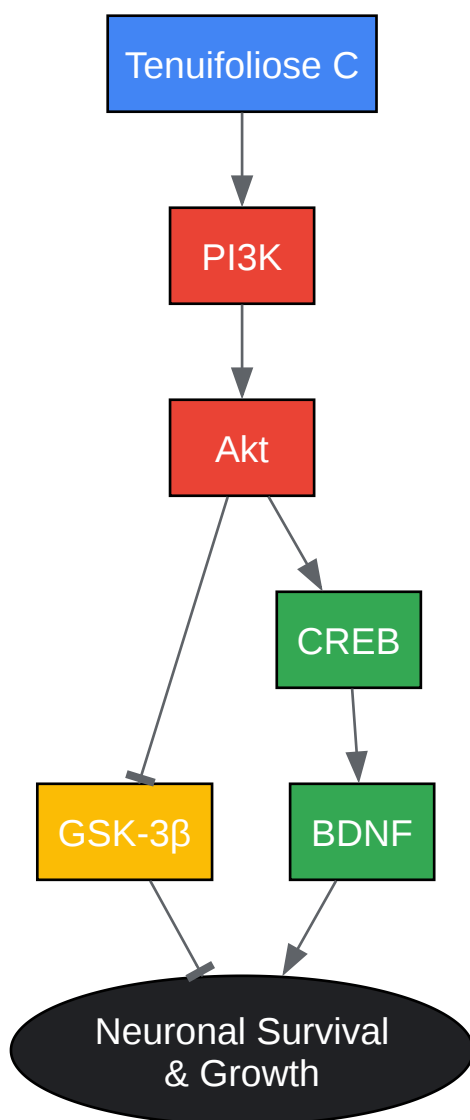 Tenuifoliose C
PI3K
Akt
CREB
GSK-3β
BDNF
Neuronal Survival
& Growth